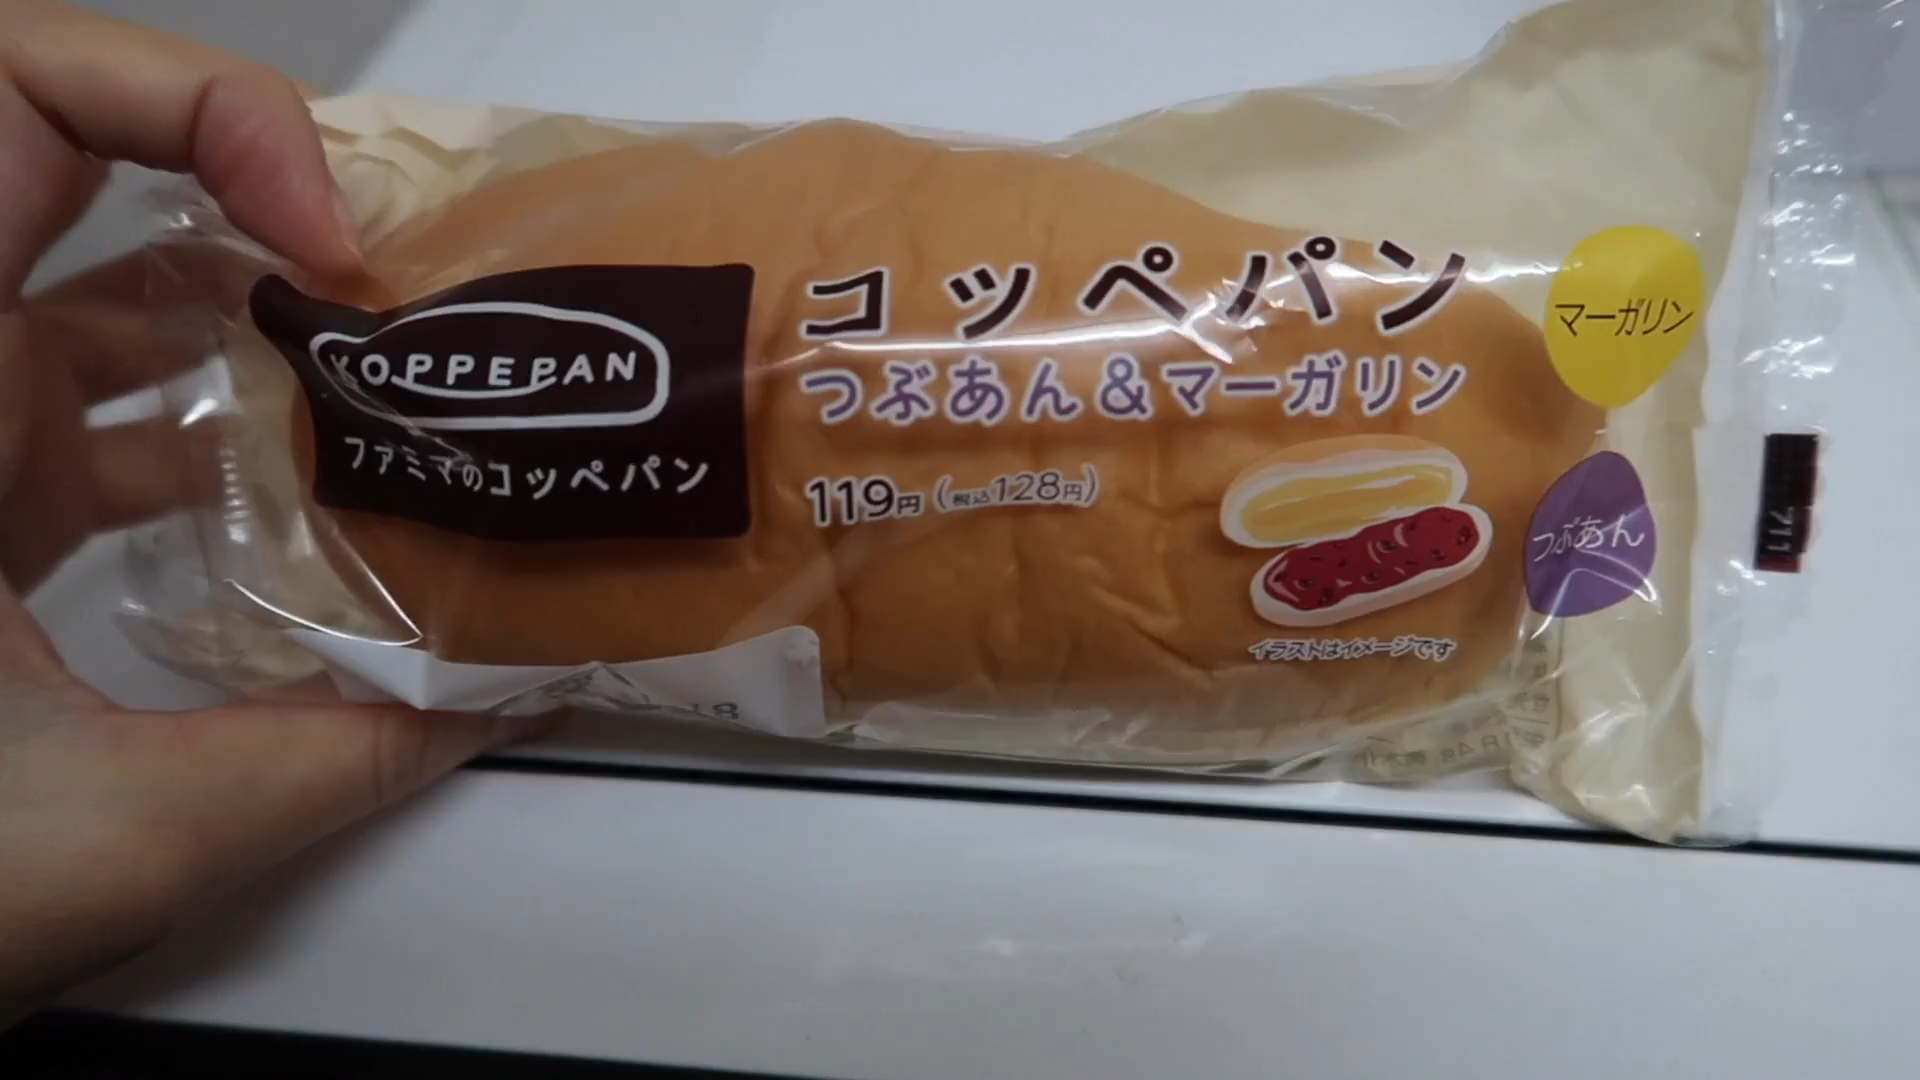 KOPPEPAN
ファミマのコッペパン
コッペパン
つぶあん&マーガリン
119円(税込128円)
マーガリン
つぶあん
イラストはイメージです
711